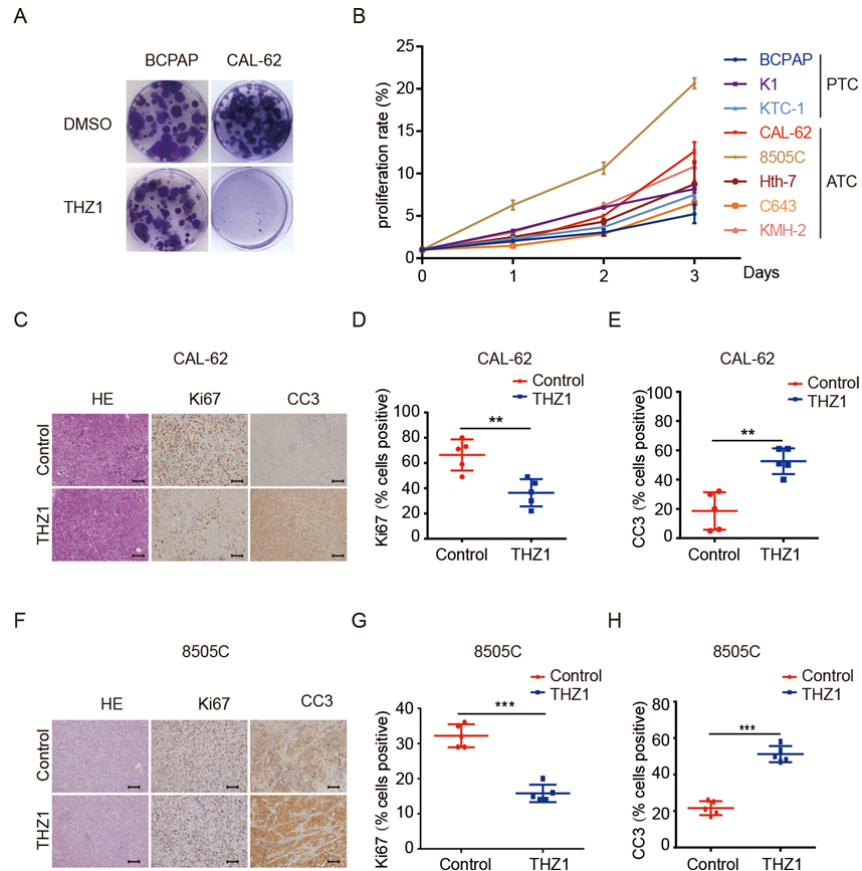 A
BCPAP CAL-62
DMSO
THZ1
B
proliferation rate (%)
25
20
15
10
5
0
0 1 2 3 Days
BCPAP
K1
KTC-1
CAL-62
8505C
Hth-7
C643
KMH-2
PTC
ATC
C
CAL-62
HE Ki67 CC3
Control
THZ1
D
CAL-62
Control
THZ1
**
Ki67 (% cells positive)
100
80
60
40
20
0
Control THZ1
E
CAL-62
Control
THZ1
**
CC3 (% cells positive)
100
80
60
40
20
0
Control THZ1
F
8505C
HE Ki67 CC3
Control
THZ1
G
8505C
Control
THZ1
***
Ki67 (% cells positive)
40
30
20
10
0
Control THZ1
H
8505C
Control
THZ1
***
CC3 (% cells positive)
80
60
40
20
0
Control THZ1